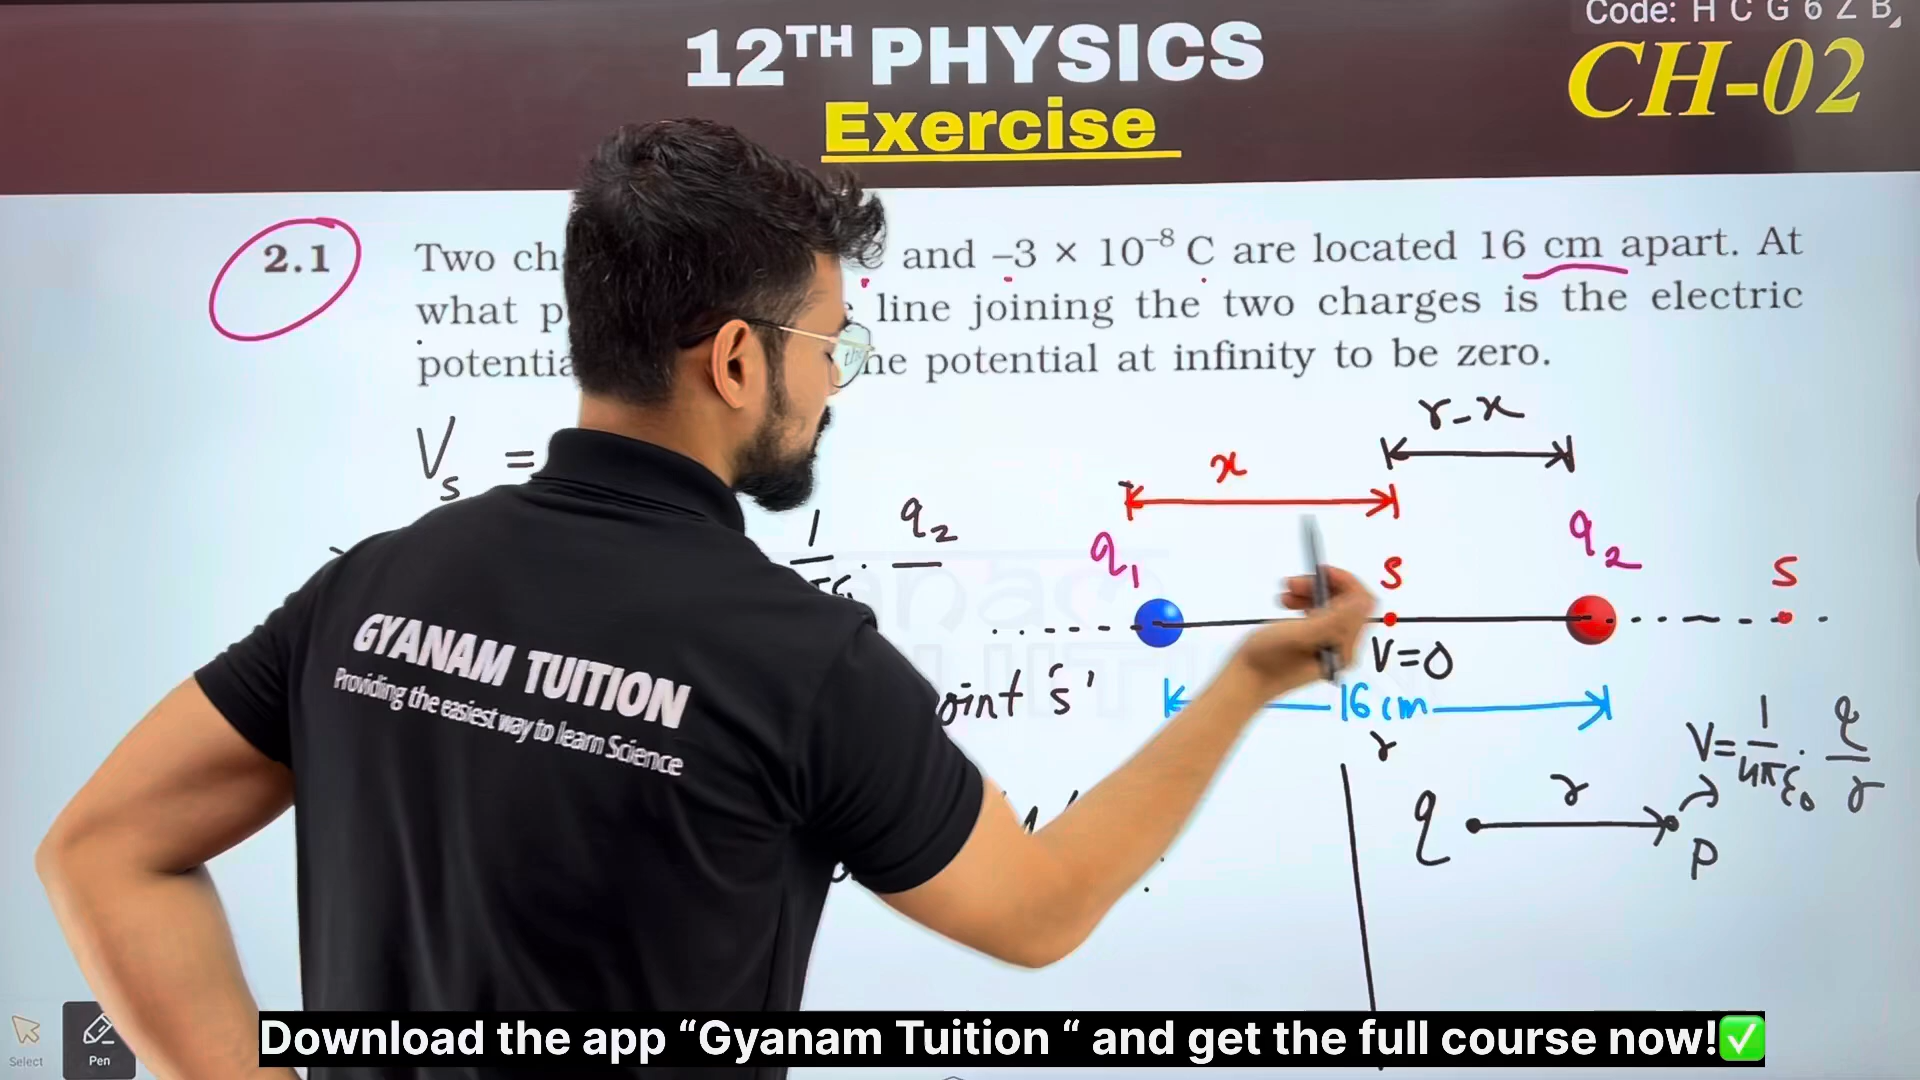 Code: H C G 6 Z B
12TH PHYSICS
CH-02
Exercise
2.1 Two ch and –3 × 10⁻⁸ C are located 16 cm apart. At
what p line joining the two charges is the electric
potentia he potential at infinity to be zero.
r-x
V_s =
x
1 . q₂
q₁
s
q₂
s
V=0
oint 's'
16 cm
r
V=1/4πε₀ . q/r
q
r
P
GYANAM TUITION
Providing the easiest way to learn Science
Select
Pen
Download the app “Gyanam Tuition “ and get the full course now!✅